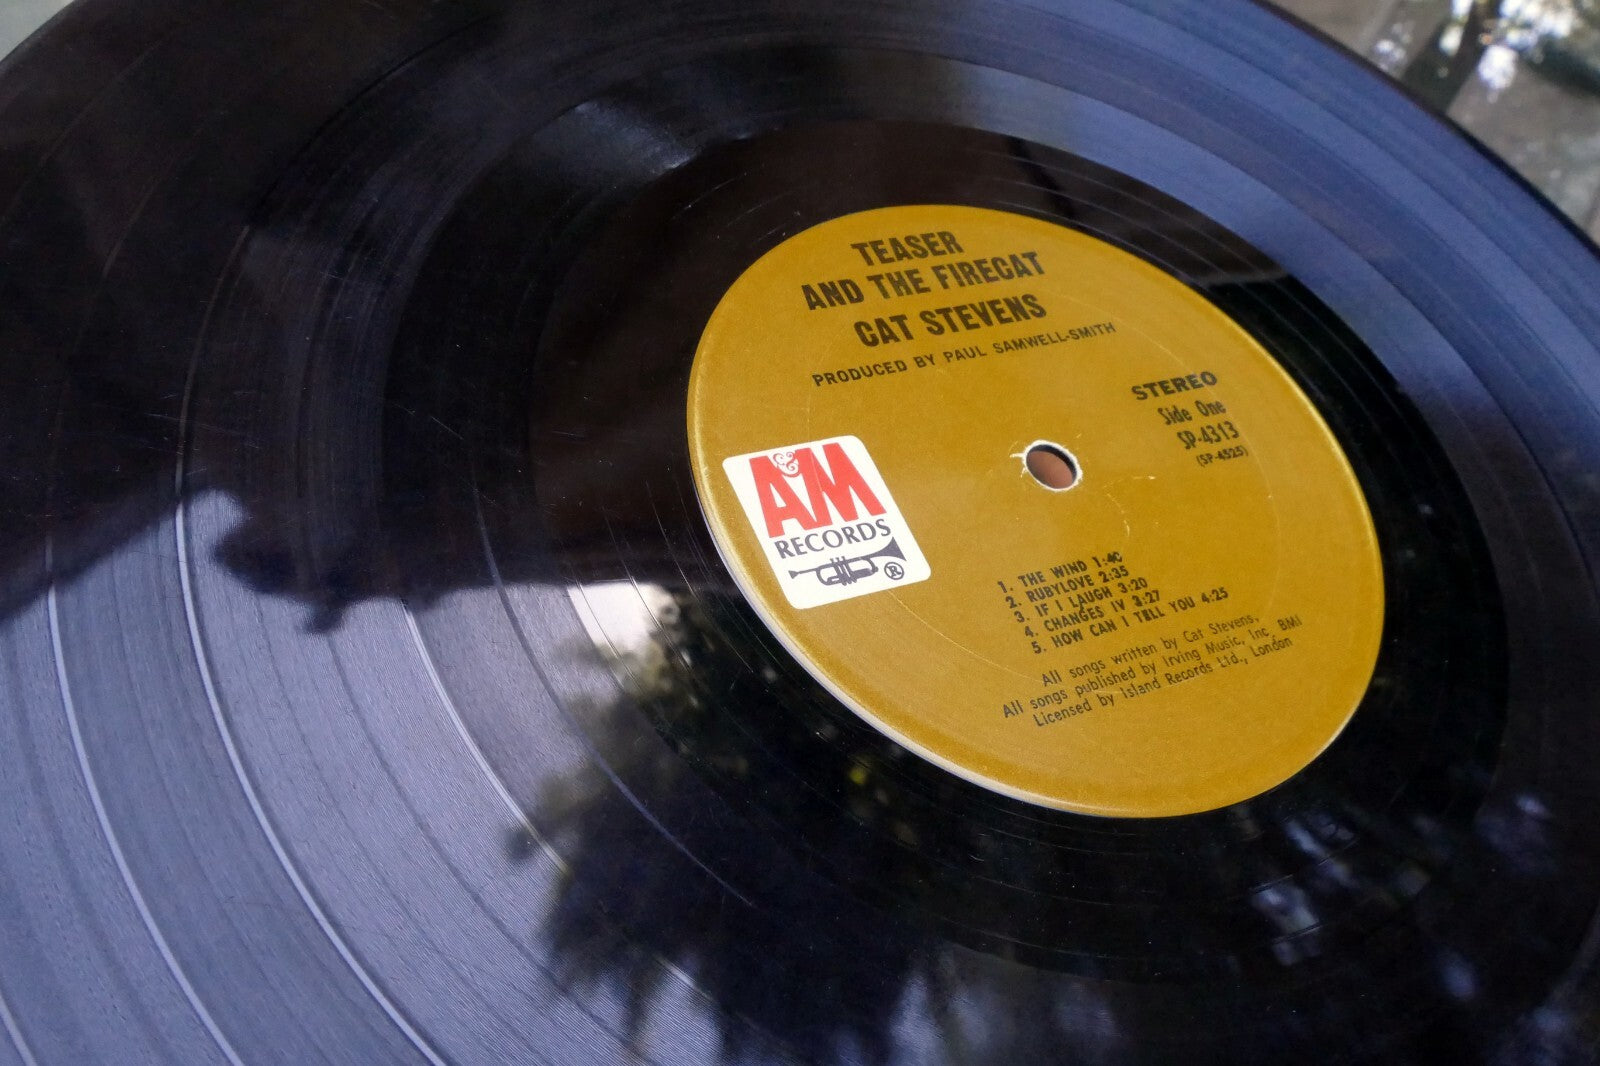 TEASER
AND THE FIRECAT
CAT STEVENS
PRODUCED BY PAUL SAMWELL-SMITH
STEREO
Side One
SP-4313
(SP-4325)
A&M
RECORDS
®
1. THE WIND 1:40
2. RUBYLOVE 2:35
3. IF I LAUGH 3:20
4. CHANGES IV 3:27
5. HOW CAN I TELL YOU 4:25
All songs written by Cat Stevens,
All songs published by Irving Music, Inc. BMI
Licensed by Island Records Ltd., London